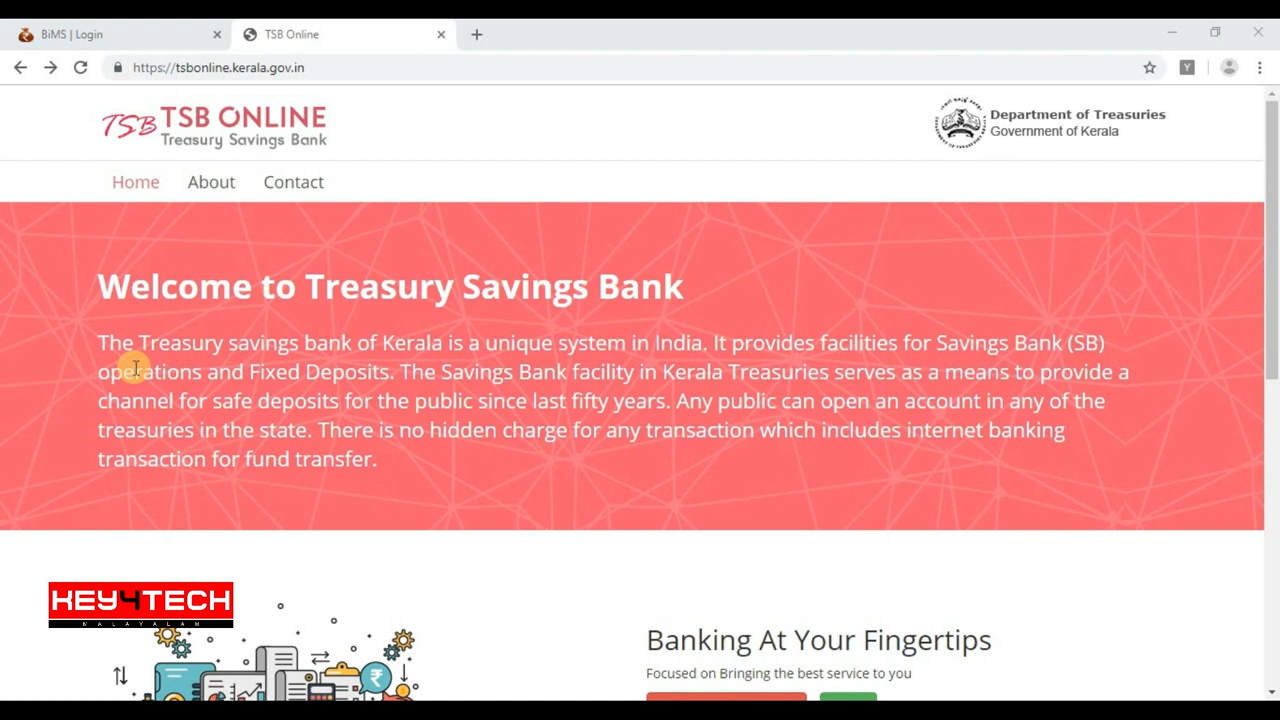 BiMS | Login
TSB Online
https://tsbonline.kerala.gov.in
Y
TSB TSB ONLINE
Treasury Savings Bank
Department of Treasuries
Government of Kerala
Home About Contact
Welcome to Treasury Savings Bank
The Treasury savings bank of Kerala is a unique system in India. It provides facilities for Savings Bank (SB)
operations and Fixed Deposits. The Savings Bank facility in Kerala Treasuries serves as a means to provide a
channel for safe deposits for the public since last fifty years. Any public can open an account in any of the
treasuries in the state. There is no hidden charge for any transaction which includes internet banking
transaction for fund transfer.
KEY4TECH
MALAYALAM
Banking At Your Fingertips
Focused on Bringing the best service to you